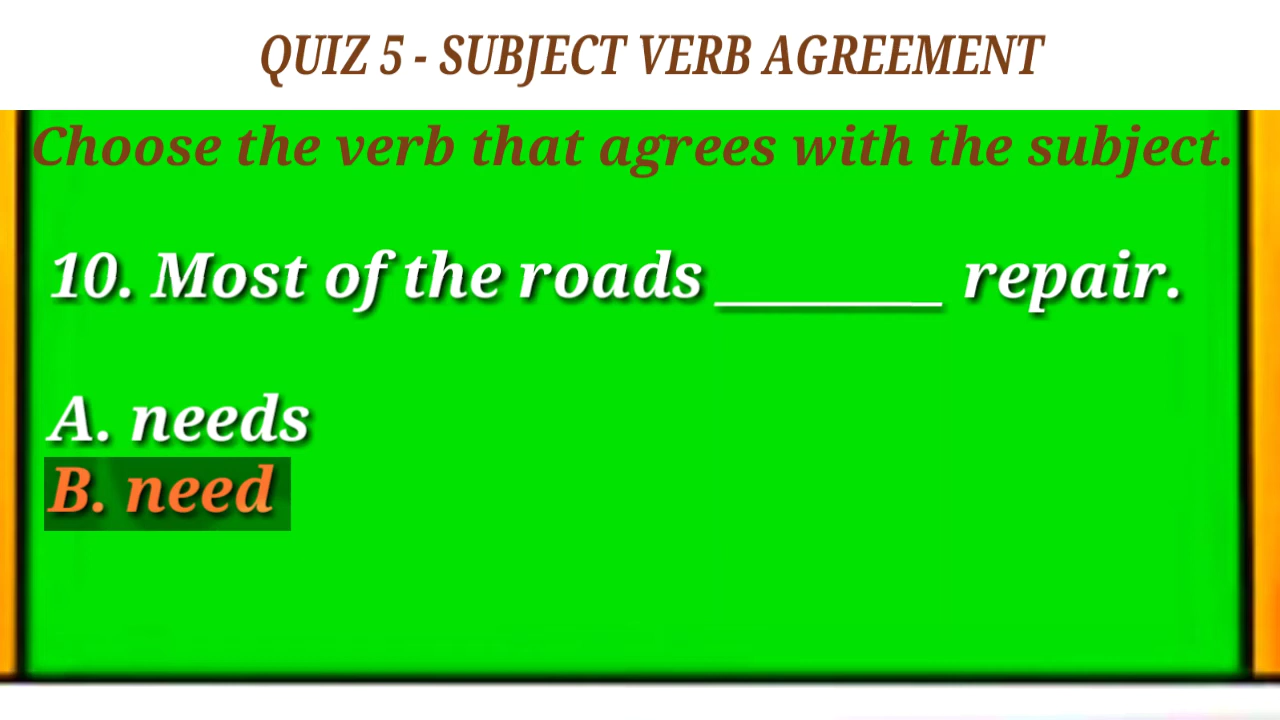 QUIZ 5 - SUBJECT VERB AGREEMENT
Choose the verb that agrees with the subject.
10. Most of the roads ________ repair.
A. needs
B. need